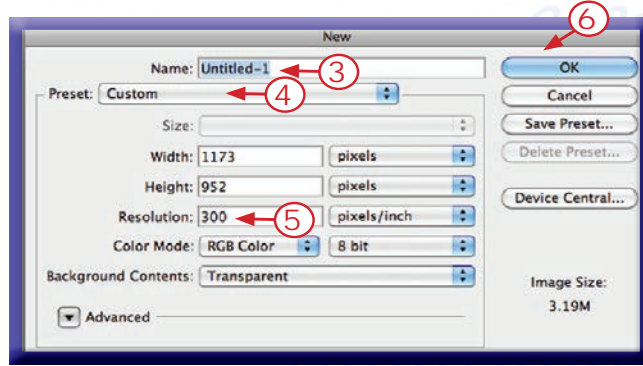 6
New
Name: Untitled-1 3
OK
Preset: Custom 4
Cancel
Size:
Save Preset...
Width: 1173 pixels
Delete Preset...
Height: 952 pixels
Device Central...
Resolution: 300 5 pixels/inch
Color Mode: RGB Color 8 bit
Background Contents: Transparent
Image Size:
3.19M
Advanced